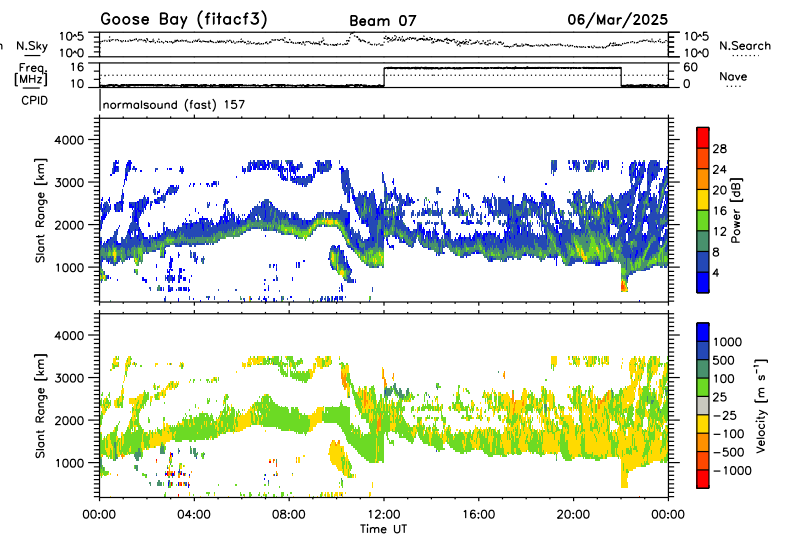 Goose Bay (fitacf3) Beam 07 06/Mar/2025
n N.Sky 10^5 10^0 10^5 10^0 N.Search
Freq. [MHz] 16 10 60 0 Nave
CPID normalsound (fast) 157
Slant Range [km] 4000 3000 2000 1000
28 24 20 16 12 8 4 Power [dB]
Slant Range [km] 4000 3000 2000 1000
1000 500 100 25 −25 −100 −500 −1000 Velocity [m s⁻¹]
00:00 04:00 08:00 12:00 16:00 20:00 00:00
Time UT